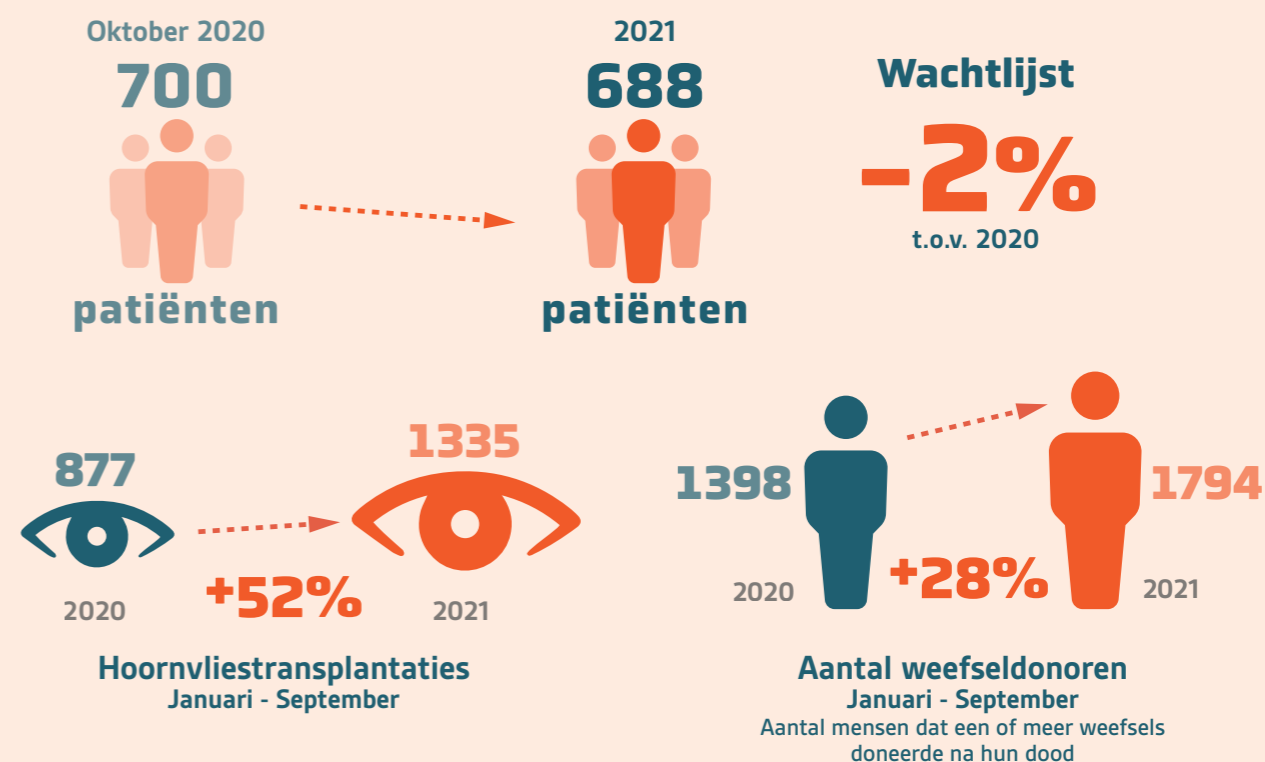 Oktober 2020
700
patiënten
2021
688
patiënten
Wachtlijst
-2%
t.o.v. 2020
877
2020
+52%
1335
2021
Hoornvliestransplantaties
Januari - September
1398
2020
+28%
1794
2021
Aantal weefseldonoren
Januari - September
Aantal mensen dat een of meer weefsels
doneerde na hun dood